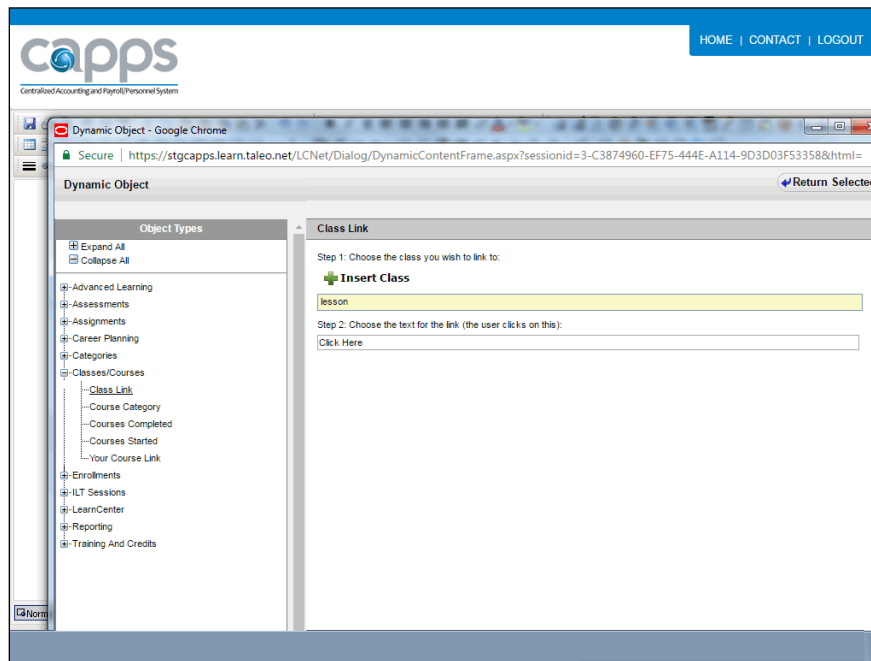 HOME | CONTACT | LOGOUT
capps
Centralized Accounting and Payroll/Personnel System
Dynamic Object - Google Chrome
Secure | https://stgcapps.learn.taleo.net/LCNet/Dialog/DynamicContentFrame.aspx?sessionid=3-C3874960-EF75-444E-A114-9D3D03F53358&html=
Dynamic Object
Return Selected
Object Types
Expand All
Collapse All
Advanced Learning
Assessments
Assignments
Career Planning
Categories
Classes/Courses
Class Link
Course Category
Courses Completed
Courses Started
Your Course Link
Enrollments
ILT Sessions
LearnCenter
Reporting
Training And Credits
Class Link
Step 1: Choose the class you wish to link to:
Insert Class
lesson
Step 2: Choose the text for the link (the user clicks on this):
Click Here
Norm